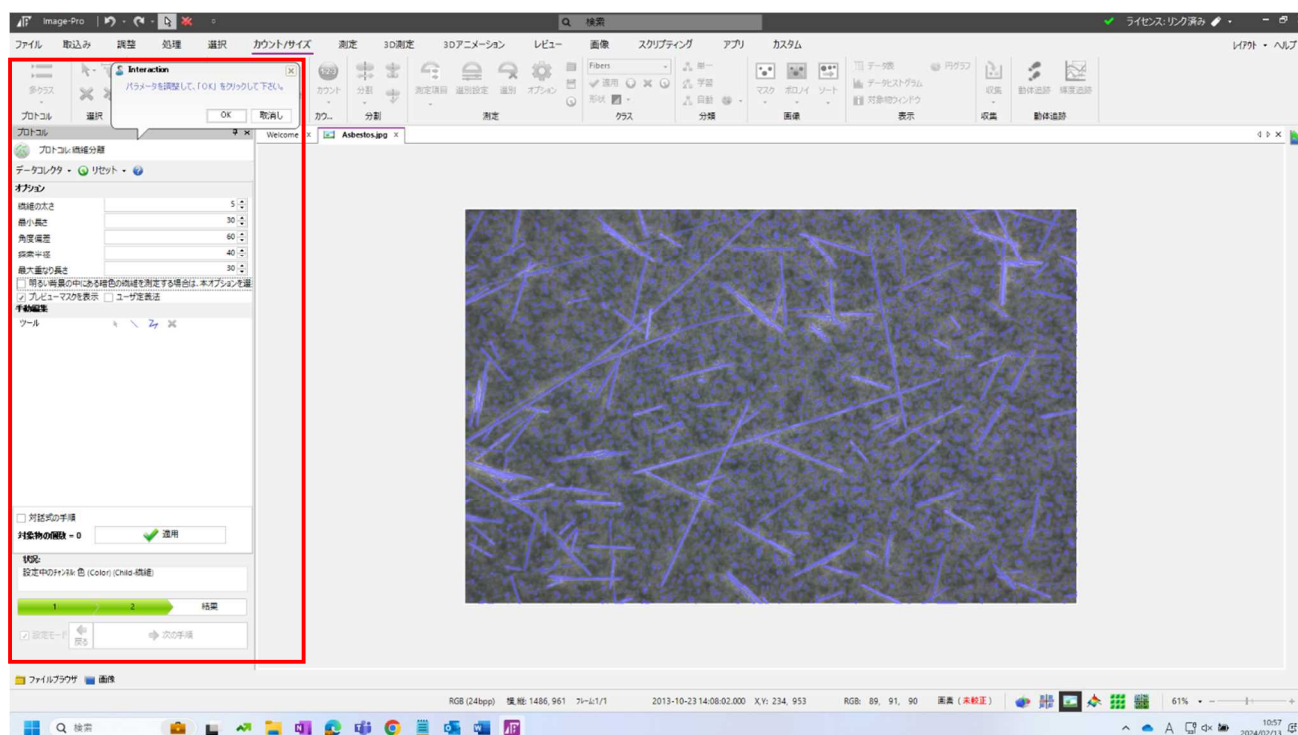 Image-Pro
検索
ライセンス: リンク済み
ファイル 取込み 調整 処理 選択 カウント/サイズ 測定 3D測定 3Dアニメーション レビュー 画像 スクリプティング アプリ カスタム
レイアウト ヘルプ
Interaction
パラメータを調整して、「OK」をクリックして下さい。
OK 取消し
多クラス
カウント 分割 測定項目 選別設定 選別 オプション
Fibers
適用
形状
単一
学習
自動
マスク ボロノイ ソート
データ表 円グラフ
データヒストグラム
対象物ウィンドウ
収集 動体追跡 輝度追跡
プロトコル 選択 カウ... 分割 測定 クラス 分類 画像 表示 収集 動体追跡
プロトコル
Welcome Asbestos.jpg
プロトコル: 繊維分離
データコレクタ リセット
オプション
繊維の太さ 5
最小長さ 30
角度偏差 60
探索半径 40
最大重なり長さ 30
明るい背景の中にある暗色の繊維を測定する場合は、本オプションを選
プレビューマスクを表示 ユーザ定義法
手動編集
ツール
対話式の手順
対象物の個数 = 0 適用
状況:
設定中のチャンネル: 色 (Color) (Child-繊維)
1 2 結果
設定モード 戻る 次の手順
ファイルブラウザ 画像
RGB (24bpp) 横,縦: 1486, 961 フレーム:1/1 2013-10-23 14:08:02.000 X,Y: 234, 953 RGB: 89, 91, 90 画素 (未較正) 61%
検索
A
10:57
2024/02/13